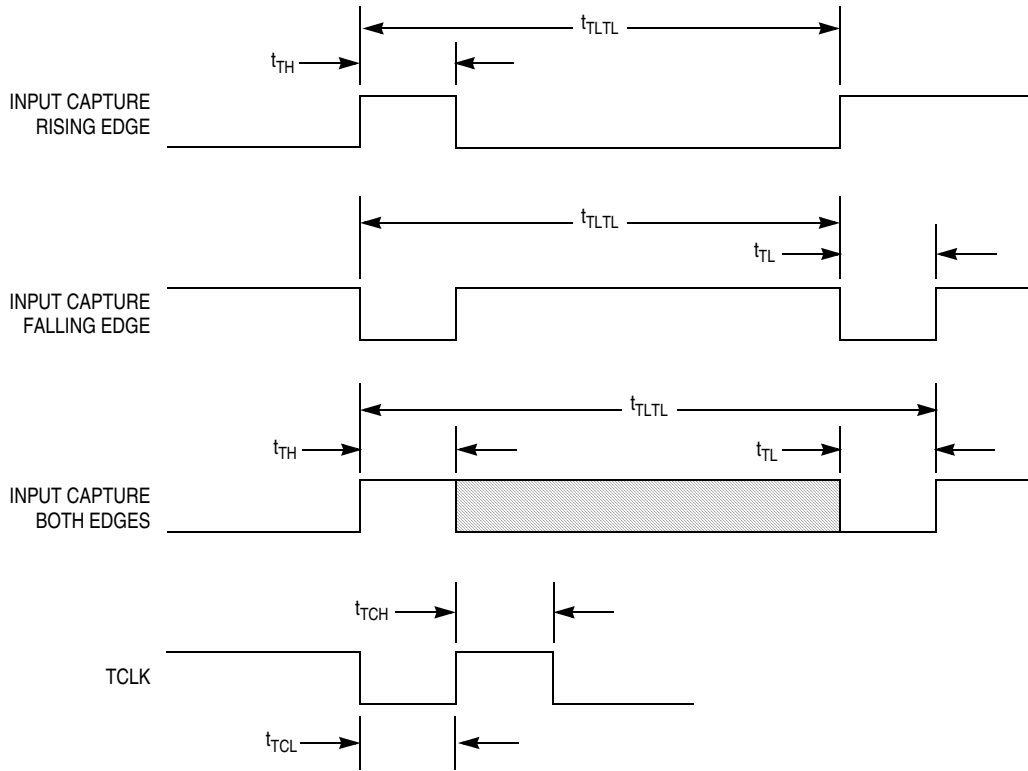 tTLTL
tTH
INPUT CAPTURE
RISING EDGE
tTLTL
tTL
INPUT CAPTURE
FALLING EDGE
tTLTL
tTH
tTL
INPUT CAPTURE
BOTH EDGES
tTCH
TCLK
tTCL